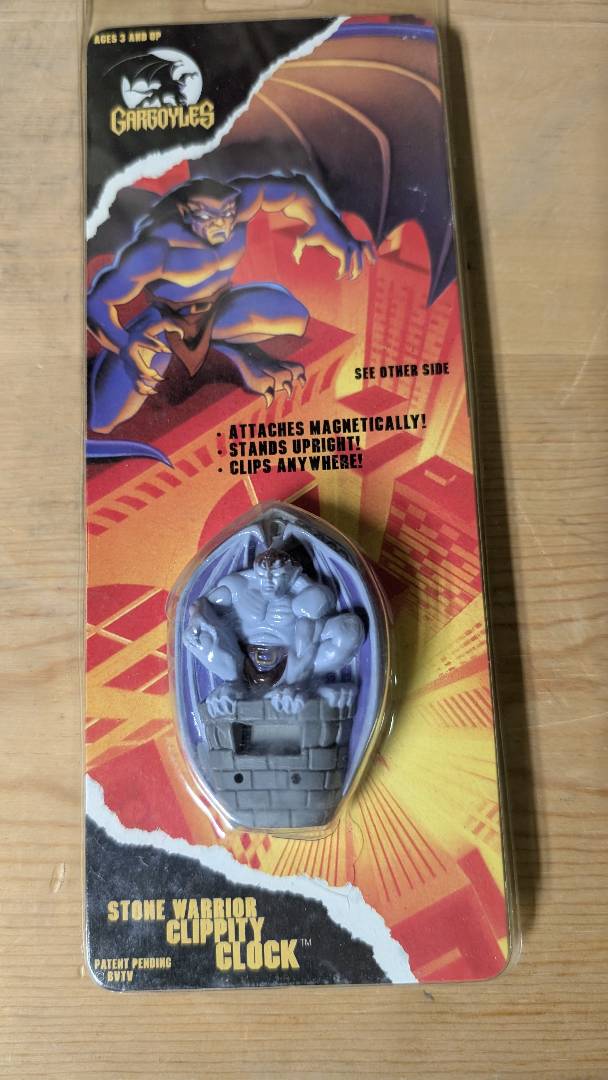 AGES 3 AND UP
GARGOYLES
SEE OTHER SIDE
• ATTACHES MAGNETICALLY!
• STANDS UPRIGHT!
• CLIPS ANYWHERE!
STONE WARRIOR
CLIPPITY
CLOCK™
PATENT PENDING
© BVTV